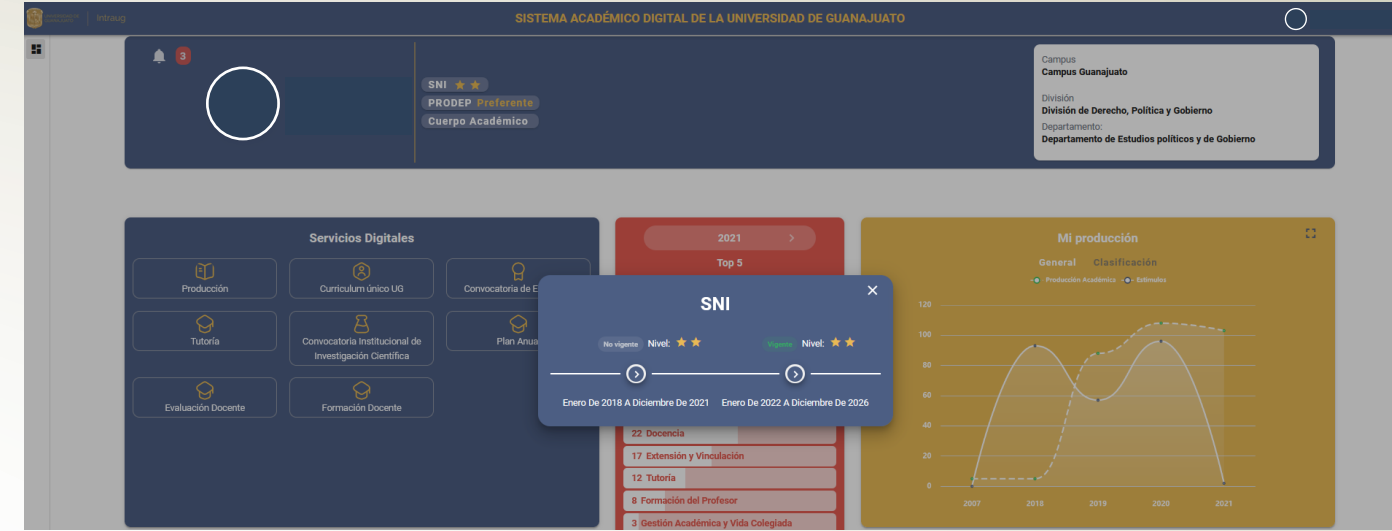 UNIVERSIDAD DE GUANAJUATO
Intraug
SISTEMA ACADÉMICO DIGITAL DE LA UNIVERSIDAD DE GUANAJUATO
3
SNI
PRODEP Preferente
Cuerpo Académico
Campus
Campus Guanajuato
División
División de Derecho, Política y Gobierno
Departamento:
Departamento de Estudios políticos y de Gobierno
Servicios Digitales
Producción
Curriculum único UG
Convocatoria de E
Tutoría
Convocatoria Institucional de
Investigación Científica
Plan Anua
Evaluación Docente
Formación Docente
2021
Top 5
SNI
No vigente Nivel:
Vigente Nivel:
Enero De 2018 A Diciembre De 2021
Enero De 2022 A Diciembre De 2026
22 Docencia
17 Extensión y Vinculación
12 Tutoría
8 Formación del Profesor
3 Gestión Académica y Vida Colegiada
Mi producción
General Clasificación
Producción Académica Estímulos
120
100
80
60
40
20
0
2007 2018 2019 2020 2021